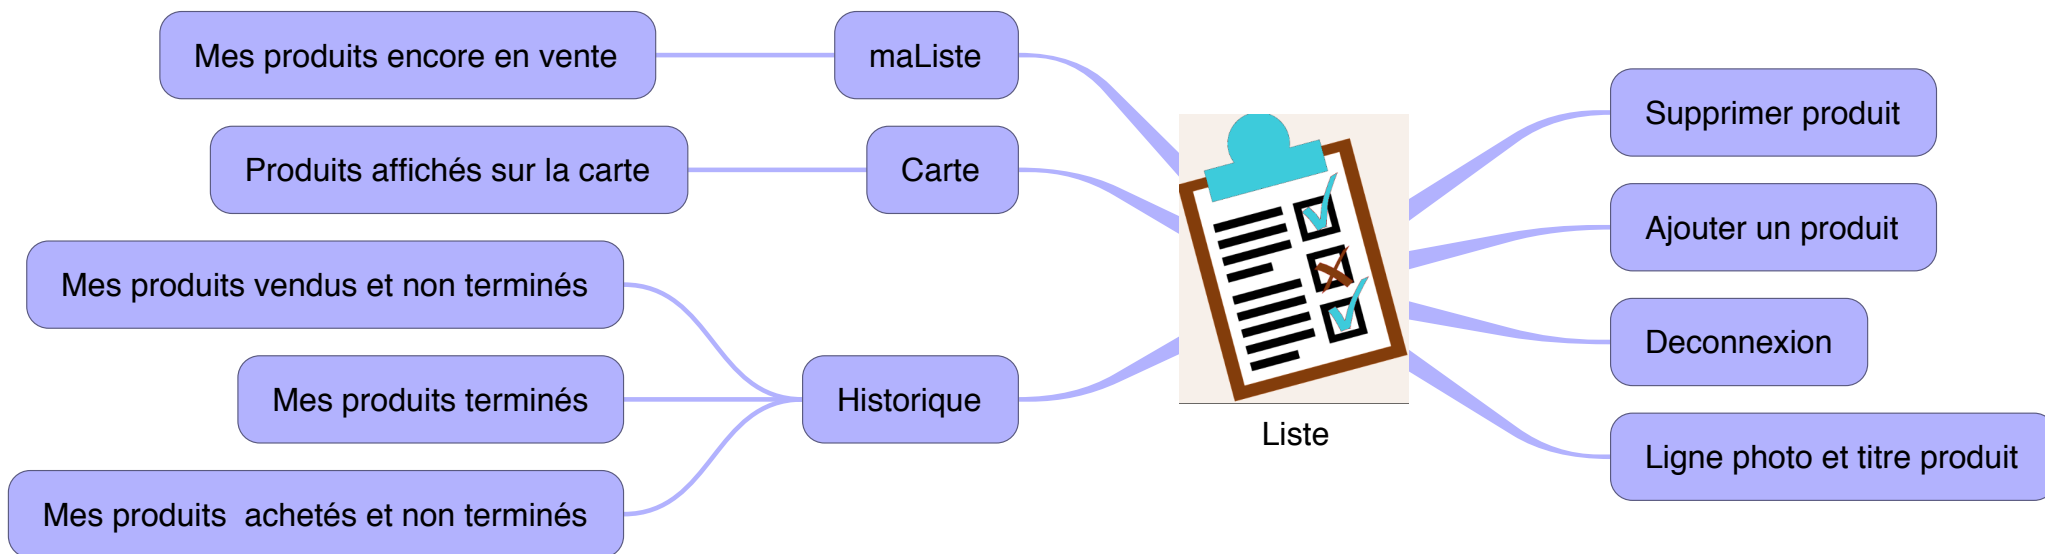 Mes produits encore en vente
maListe
Produits affichés sur la carte
Carte
Mes produits vendus et non terminés
Mes produits terminés
Historique
Mes produits  achetés et non terminés
Liste
Supprimer produit
Ajouter un produit
Deconnexion
Ligne photo et titre produit